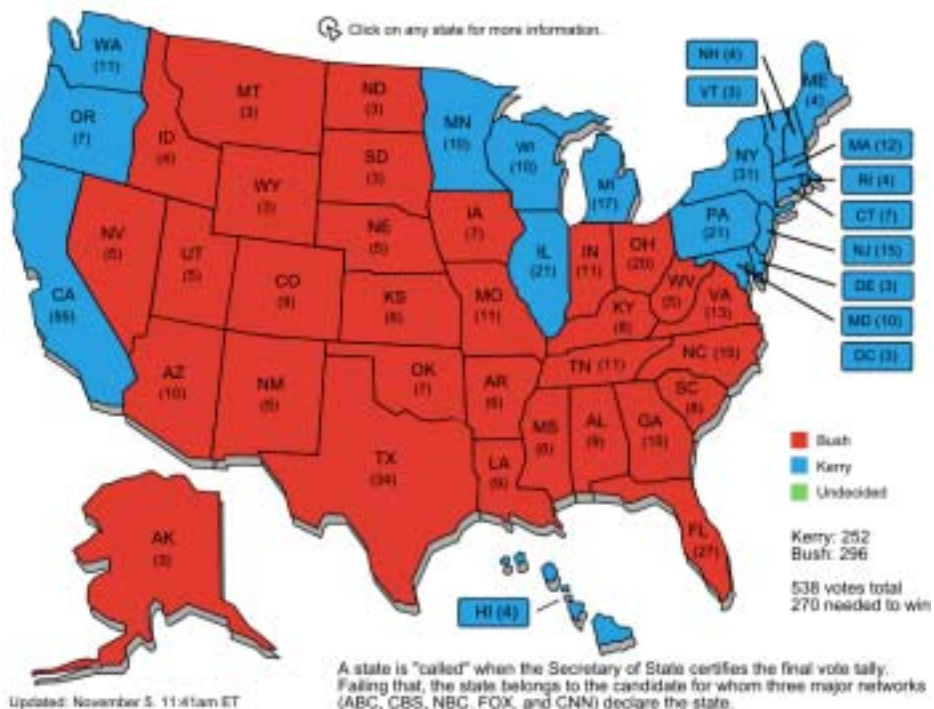 Click on any state for more information.
WA
(11)
OR
(7)
CA
(55)
ID
(4)
NV
(5)
MT
(3)
WY
(3)
UT
(5)
AZ
(10)
CO
(9)
NM
(5)
ND
(3)
SD
(3)
NE
(5)
KS
(6)
OK
(7)
TX
(34)
MN
(10)
IA
(7)
MO
(11)
AR
(6)
LA
(9)
WI
(10)
IL
(21)
MI
(17)
IN
(11)
OH
(20)
KY
(8)
WV
(5)
VA
(13)
TN (11)
NC (15)
SC
(8)
MS
(6)
AL
(9)
GA
(15)
FL
(27)
PA
(21)
NY
(31)
ME
(4)
NH (4)
VT (3)
MA (12)
RI (4)
CT (7)
NJ (15)
DE (3)
MD (10)
DC (3)
AK
(3)
HI (4)
Bush
Kerry
Undecided
Kerry: 252
Bush: 296
538 votes total
270 needed to win
A state is "called" when the Secretary of State certifies the final vote tally.
Failing that, the state belongs to the candidate for whom three major networks
(ABC, CBS, NBC, FOX, and CNN) declare the state.
Updated: November 5, 11:41am ET